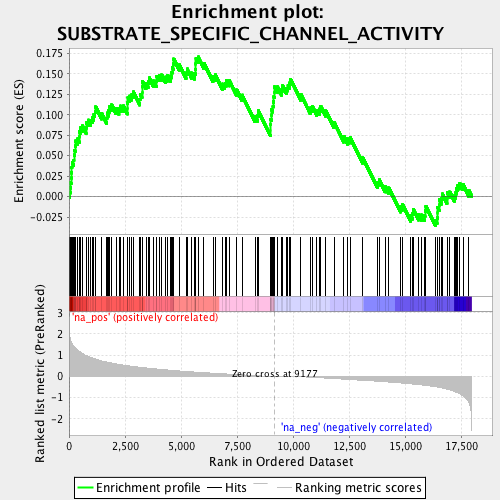 Enrichment plot:
SUBSTRATE_SPECIFIC_CHANNEL_ACTIVITY
Enrichment score (ES)
0.175
0.150
0.125
0.100
0.075
0.050
0.025
0.000
-0.025
'na_pos' (positively correlated)
Ranked list metric (PreRanked)
3
2
1
0
-1
-2
Zero cross at 9177
'na_neg' (negatively correlated)
0
2,500
5,000
7,500
10,000
12,500
15,000
17,500
Rank in Ordered Dataset
Enrichment profile
Hits
Ranking metric scores